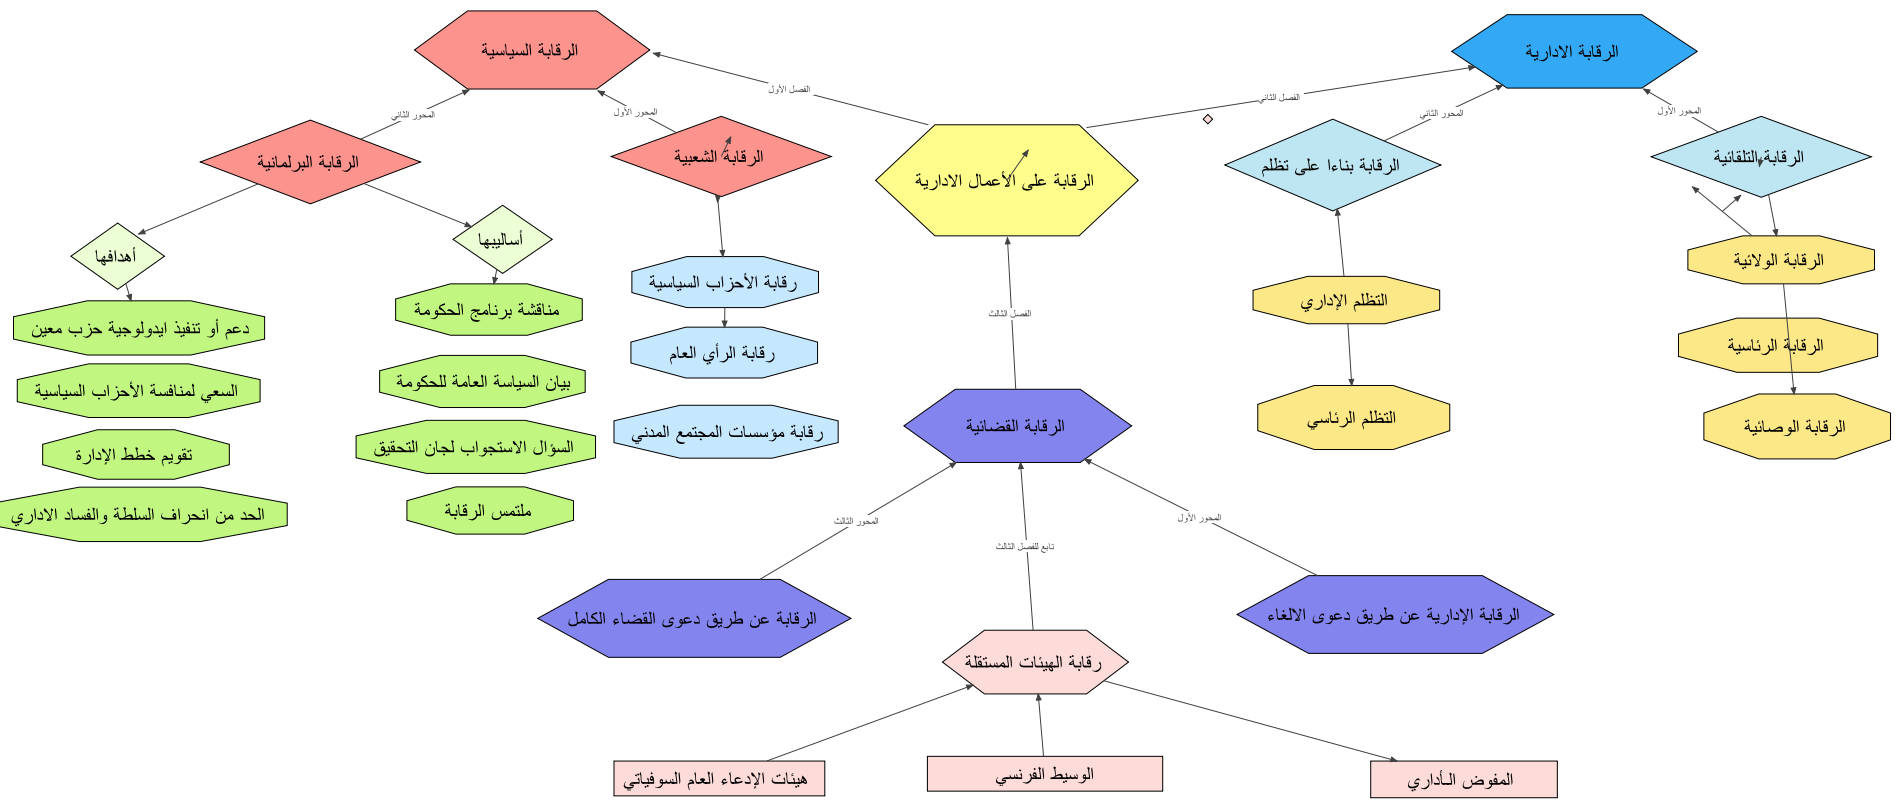 الرقابة السياسية
الرقابة الادارية
الفصل الأول
الفصل الثاني
المحور الثاني
المحور الأول
المحور الثاني
المحور الأول
الرقابة البرلمانية
الرقابة الشعبية
الرقابة على الأعمال الادارية
الرقابة بناءا على تظلم
الرقابة التلقائية
أهدافها
أساليبها
دعم أو تنفيذ ايدولوجية حزب معين
السعي لمنافسة الأحزاب السياسية
تقويم خطط الإدارة
الحد من انحراف السلطة والفساد الاداري
مناقشة برنامج الحكومة
بيان السياسة العامة للحكومة
السؤال الاستجواب لجان التحقيق
ملتمس الرقابة
رقابة الأحزاب السياسية
رقابة الرأي العام
رقابة مؤسسات المجتمع المدني
الفصل الثالث
التظلم الإداري
التظلم الرئاسي
الرقابة الولائية
الرقابة الرئاسية
الرقابة الوصائية
الرقابة القضائية
المحور الثالث
تابع للفصل الثالث
المحور الأول
الرقابة عن طريق دعوى القضاء الكامل
الرقابة الإدارية عن طريق دعوى الالغاء
رقابة الهيئات المستقلة
هيئات الإدعاء العام السوفياتي
الوسيط الفرنسي
المفوض الـأداري